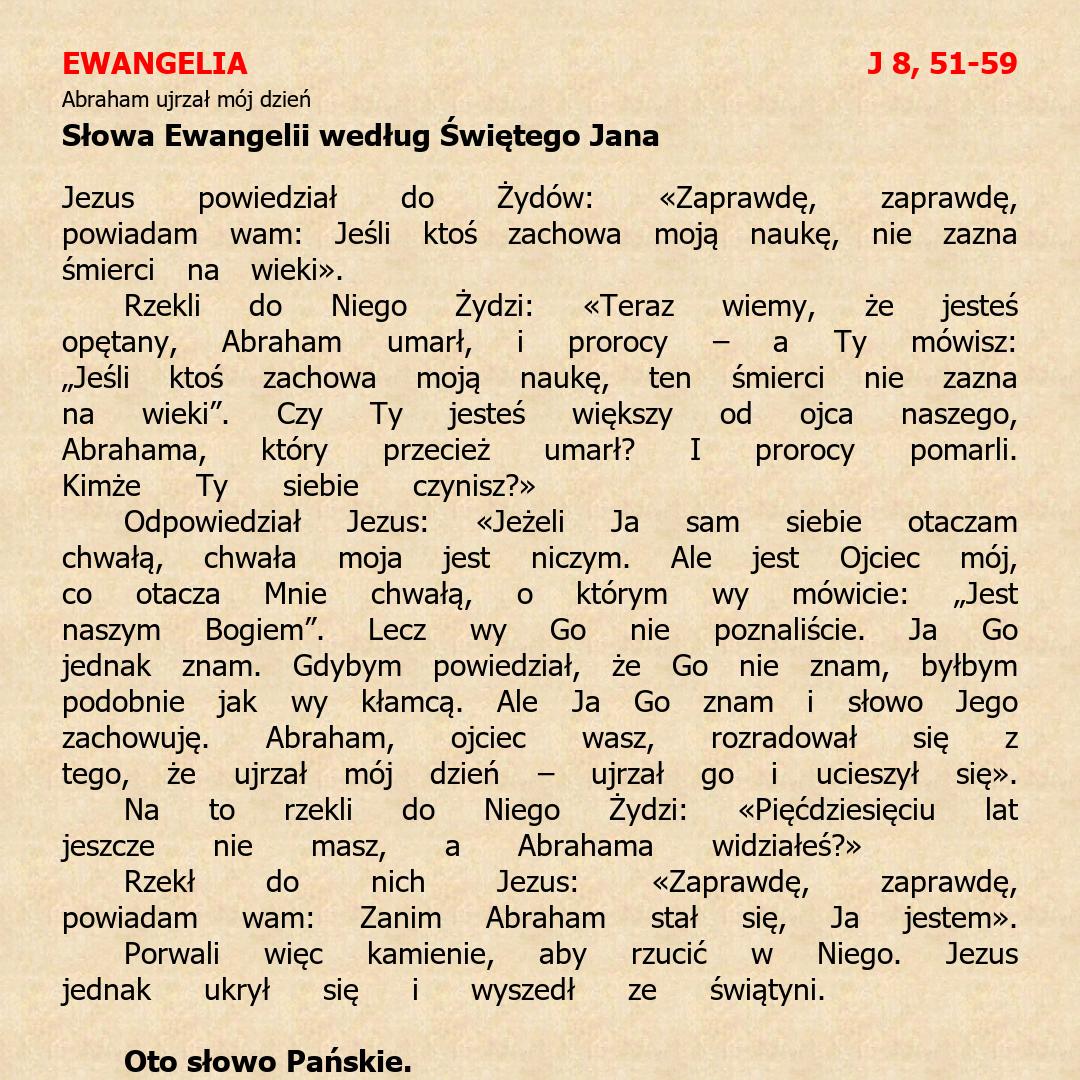 EWANGELIA J 8, 51-59
Abraham ujrzał mój dzień
Słowa Ewangelii według Świętego Jana
Jezus powiedział do Żydów: «Zaprawdę, zaprawdę,
powiadam wam: Jeśli ktoś zachowa moją naukę, nie zazna
śmierci na wieki».
Rzekli do Niego Żydzi: «Teraz wiemy, że jesteś
opętany, Abraham umarł, i prorocy – a Ty mówisz:
„Jeśli ktoś zachowa moją naukę, ten śmierci nie zazna
na wieki”. Czy Ty jesteś większy od ojca naszego,
Abrahama, który przecież umarł? I prorocy pomarli.
Kimże Ty siebie czynisz?»
Odpowiedział Jezus: «Jeżeli Ja sam siebie otaczam
chwałą, chwała moja jest niczym. Ale jest Ojciec mój,
co otacza Mnie chwałą, o którym wy mówicie: „Jest
naszym Bogiem”. Lecz wy Go nie poznaliście. Ja Go
jednak znam. Gdybym powiedział, że Go nie znam, byłbym
podobnie jak wy kłamcą. Ale Ja Go znam i słowo Jego
zachowuję. Abraham, ojciec wasz, rozradował się z
tego, że ujrzał mój dzień – ujrzał go i ucieszył się».
Na to rzekli do Niego Żydzi: «Pięćdziesięciu lat
jeszcze nie masz, a Abrahama widziałeś?»
Rzekł do nich Jezus: «Zaprawdę, zaprawdę,
powiadam wam: Zanim Abraham stał się, Ja jestem».
Porwali więc kamienie, aby rzucić w Niego. Jezus
jednak ukrył się i wyszedł ze świątyni.
Oto słowo Pańskie.